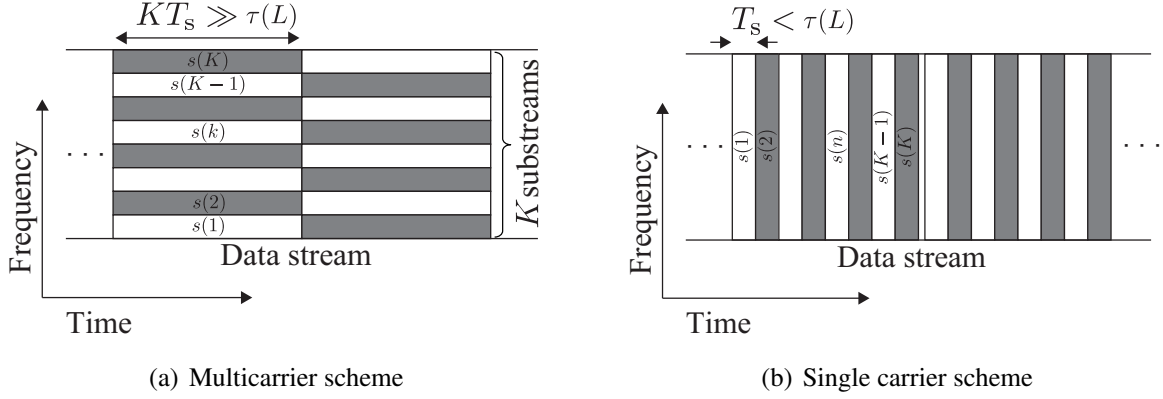 KT_s ≫ τ(L)
s(K)
s(K − 1)
s(k)
s(2)
s(1)
. . .
K substreams
Frequency
Data stream
Time
(a) Multicarrier scheme
T_s < τ(L)
. . .
s(1)
s(2)
s(n)
s(K − 1)
s(K)
. . .
Frequency
Data stream
Time
(b) Single carrier scheme